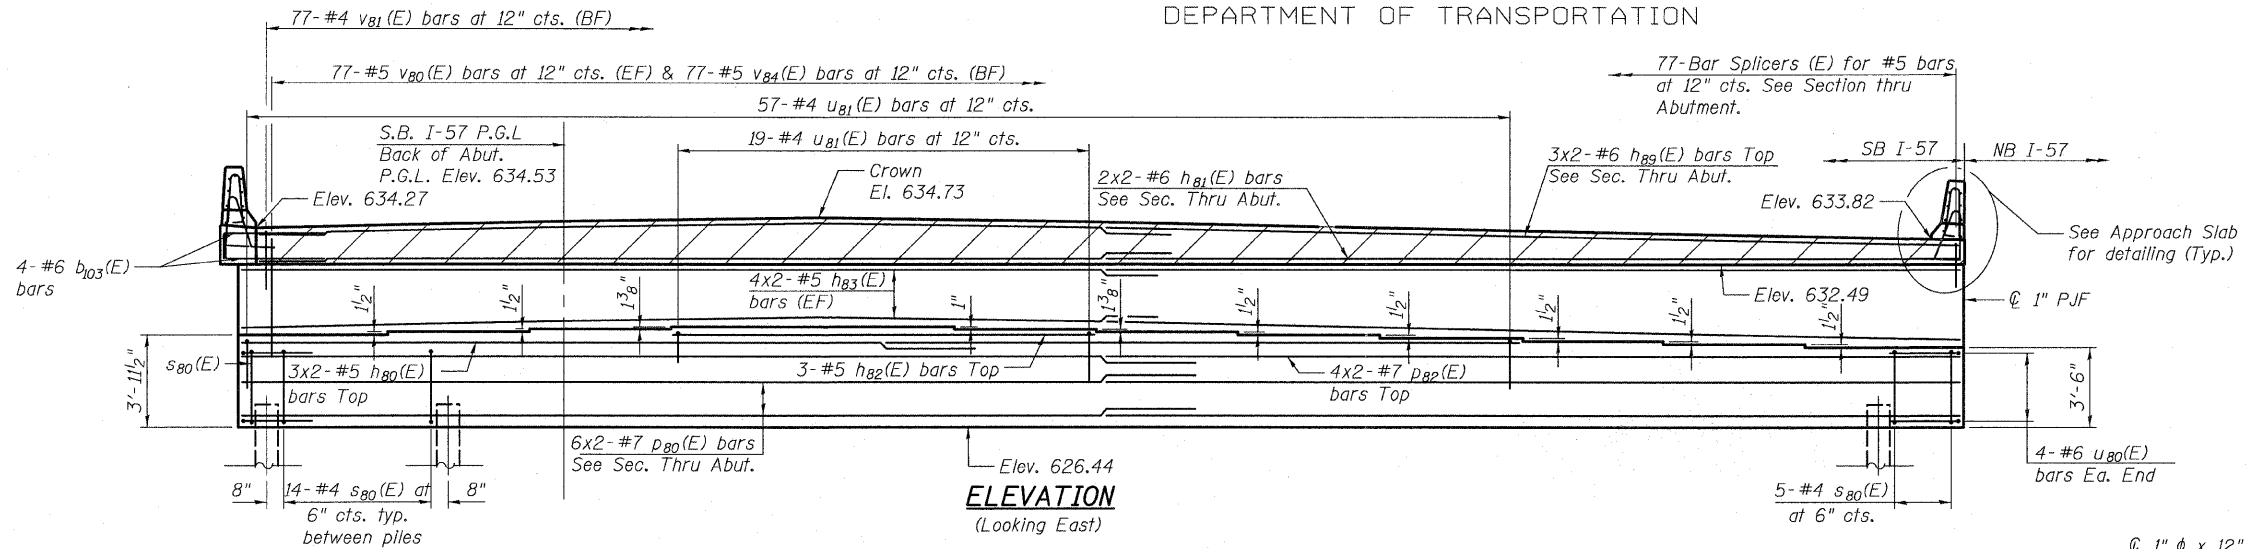 DEPARTMENT OF TRANSPORTATION
77-#4 v81(E) bars at 12" cts. (BF)
77-#5 v80(E) bars at 12" cts. (EF) & 77-#5 v84(E) bars at 12" cts. (BF)
57-#4 u81(E) bars at 12" cts.
77-Bar Splicers (E) for #5 bars
at 12" cts. See Section thru
Abutment.
S.B. I-57 P.G.L
Back of Abut.
P.G.L. Elev. 634.53
19-#4 u81(E) bars at 12" cts.
Crown
El. 634.73
2x2-#6 h81(E) bars
See Sec. Thru Abut.
3x2-#6 h89(E) bars Top
See Sec. Thru Abut.
SB I-57
NB I-57
Elev. 634.27
Elev. 633.82
See Approach Slab
for detailing (Typ.)
4-#6 b103(E)
bars
4x2-#5 h83(E)
bars (EF)
Elev. 632.49
℄ 1" PJF
1½"
1½"
1⅜"
1"
1⅜"
1½"
1½"
1½"
1½"
1½"
s80(E)
3'-11½"
3x2-#5 h80(E)
bars Top
3-#5 h82(E) bars Top
4x2-#7 p82(E)
bars Top
3'-6"
6x2-#7 p80(E) bars
See Sec. Thru Abut.
Elev. 626.44
4-#6 u80(E)
bars Ea. End
8"
14-#4 s80(E) at
6" cts. typ.
between piles
8"
5-#4 s80(E)
at 6" cts.
ELEVATION
(Looking East)
℄ 1" ϕ x 12"